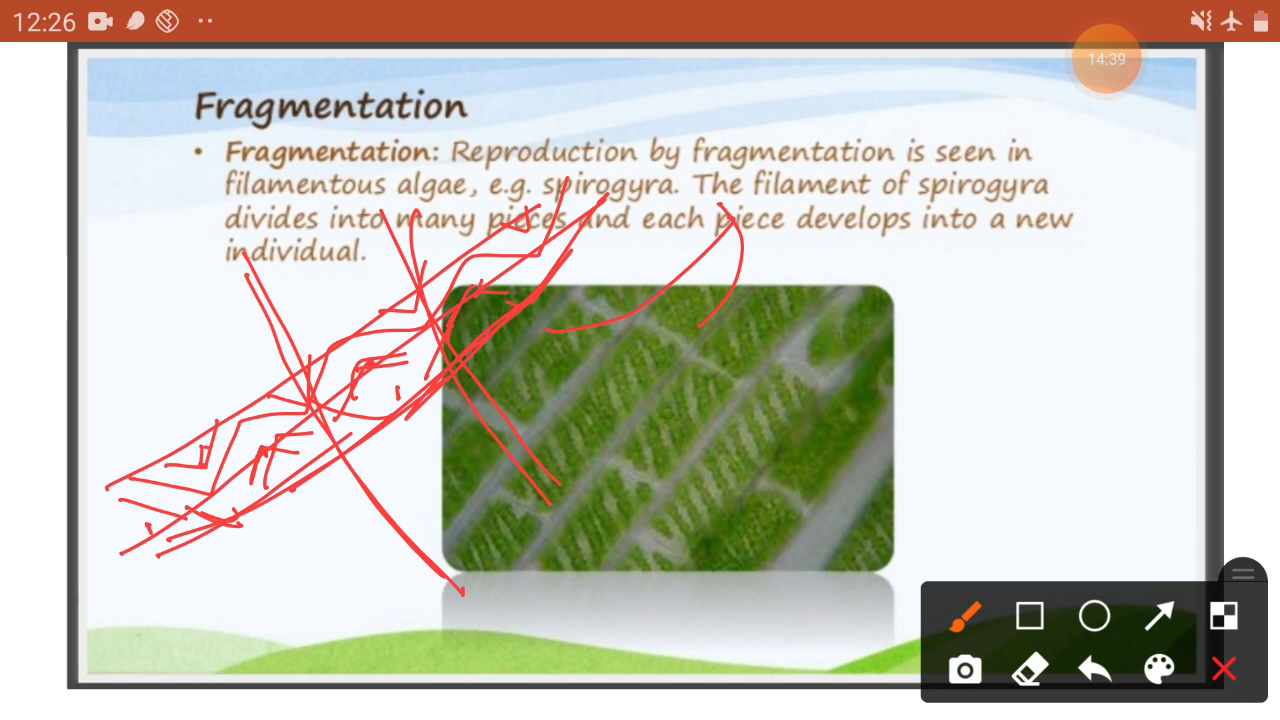 12:26
14:39
Fragmentation
• Fragmentation: Reproduction by fragmentation is seen in
filamentous algae, e.g. spirogyra. The filament of spirogyra
divides into many pieces and each piece develops into a new
individual.